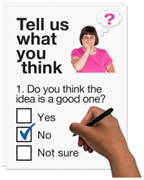 Tell us
what
you
think
?
1. Do you think the
idea is a good one?
Yes
No
Not sure